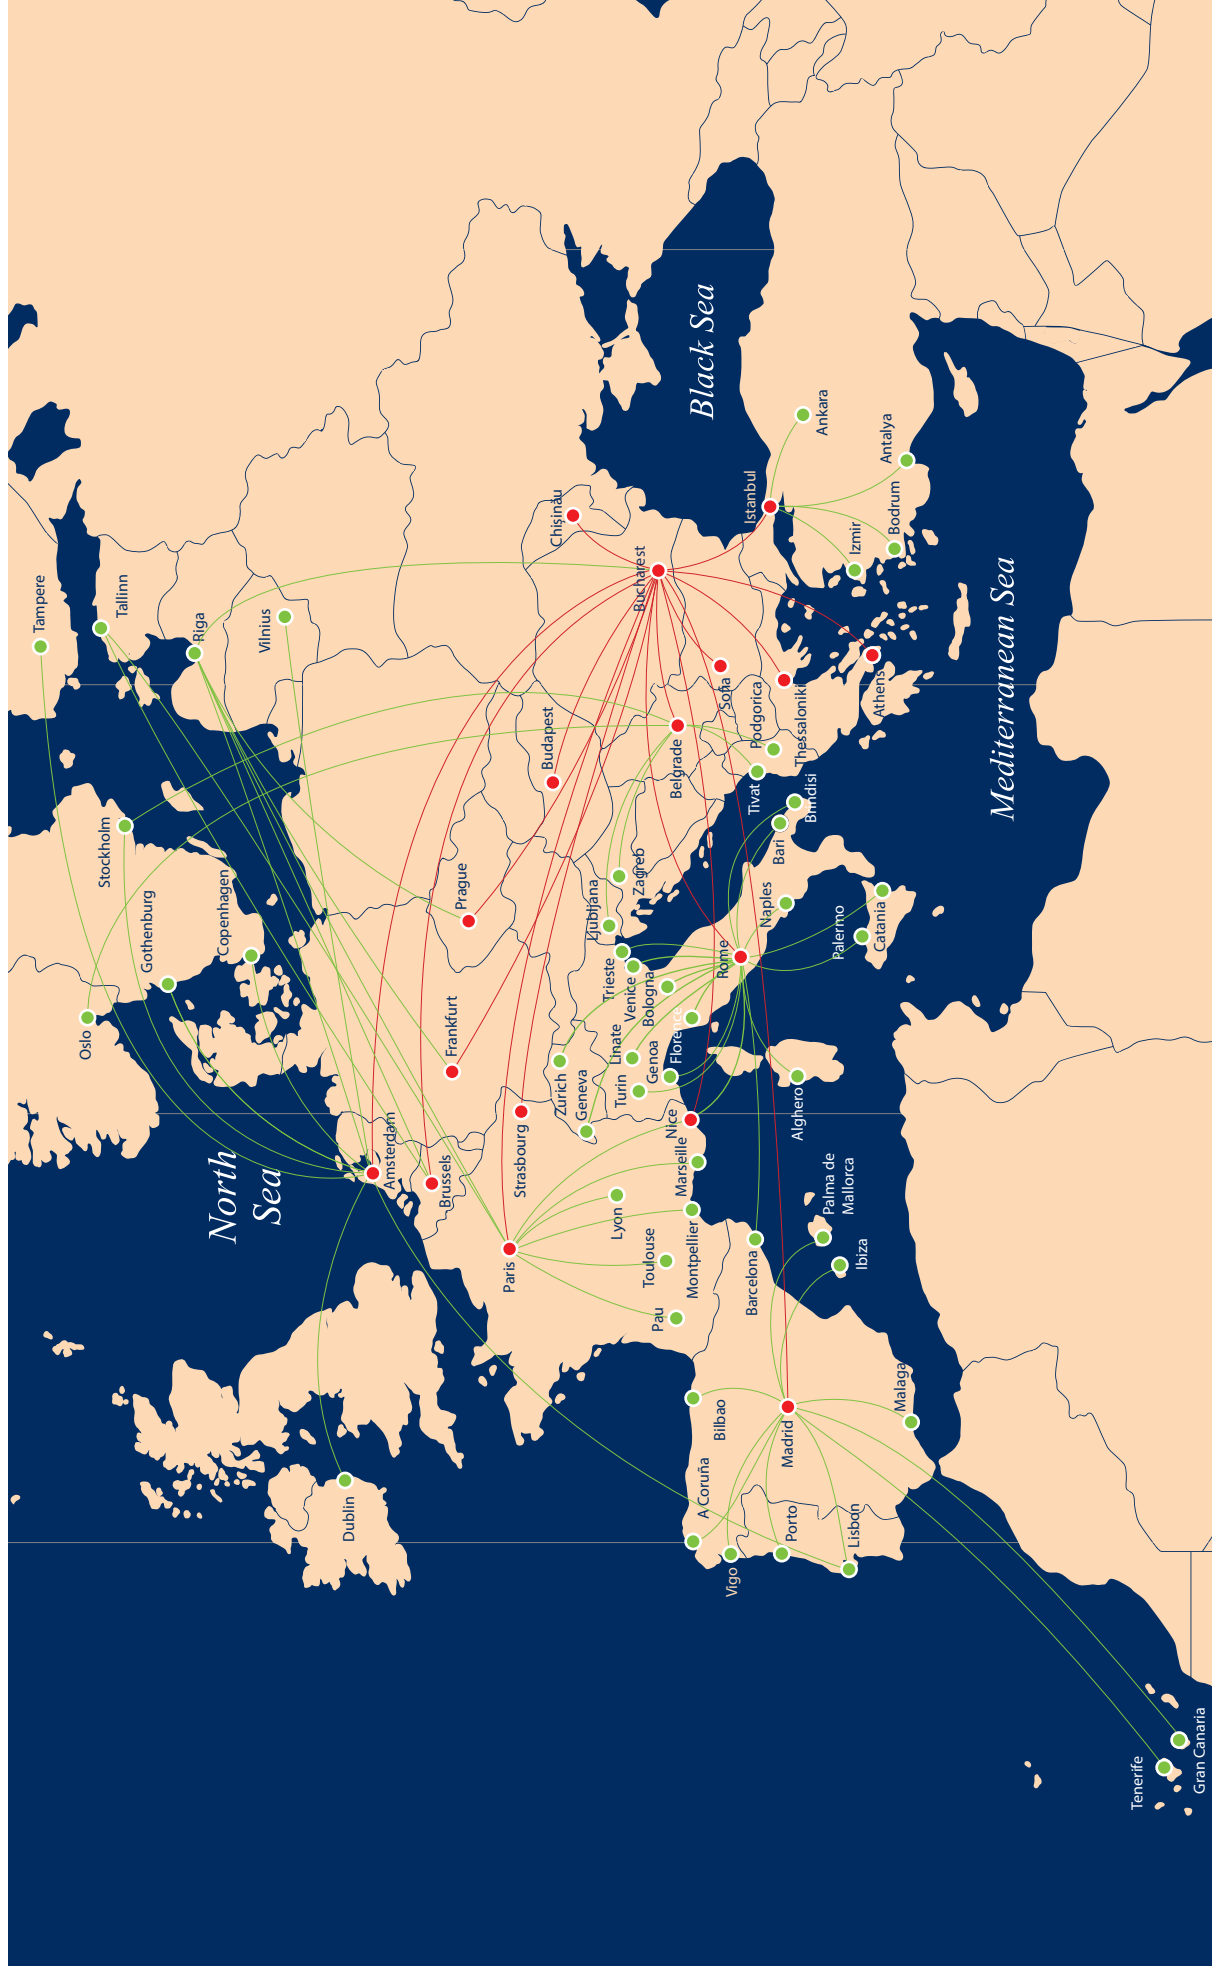 Tampere
Tallinn
Oslo
Stockholm
Gothenburg
Riga
Copenhagen
Vilnius
North
Sea
Dublin
Amsterdam
Brussels
Frankfurt
Prague
Paris
Strasbourg
Budapest
Chișinău
Zurich
Geneva
Lyon
Ljubljana
Zagreb
Trieste
Venice
Linate
Turin
Bologna
Genoa
Florence
Bucharest
Toulouse
Pau
Montpellier
Marseille
Nice
Belgrade
Black Sea
A Coruña
Bilbao
Sofia
Rome
Vigo
Barcelona
Istanbul
Podgorica
Tivat
Thessaloniki
Naples
Bari
Brindisi
Madrid
Porto
Alghero
Ankara
Palma de
Mallorca
Palermo
Catania
Lisbon
Ibiza
Izmir
Athens
Antalya
Bodrum
Malaga
Mediterranean Sea
Tenerife
Gran Canaria